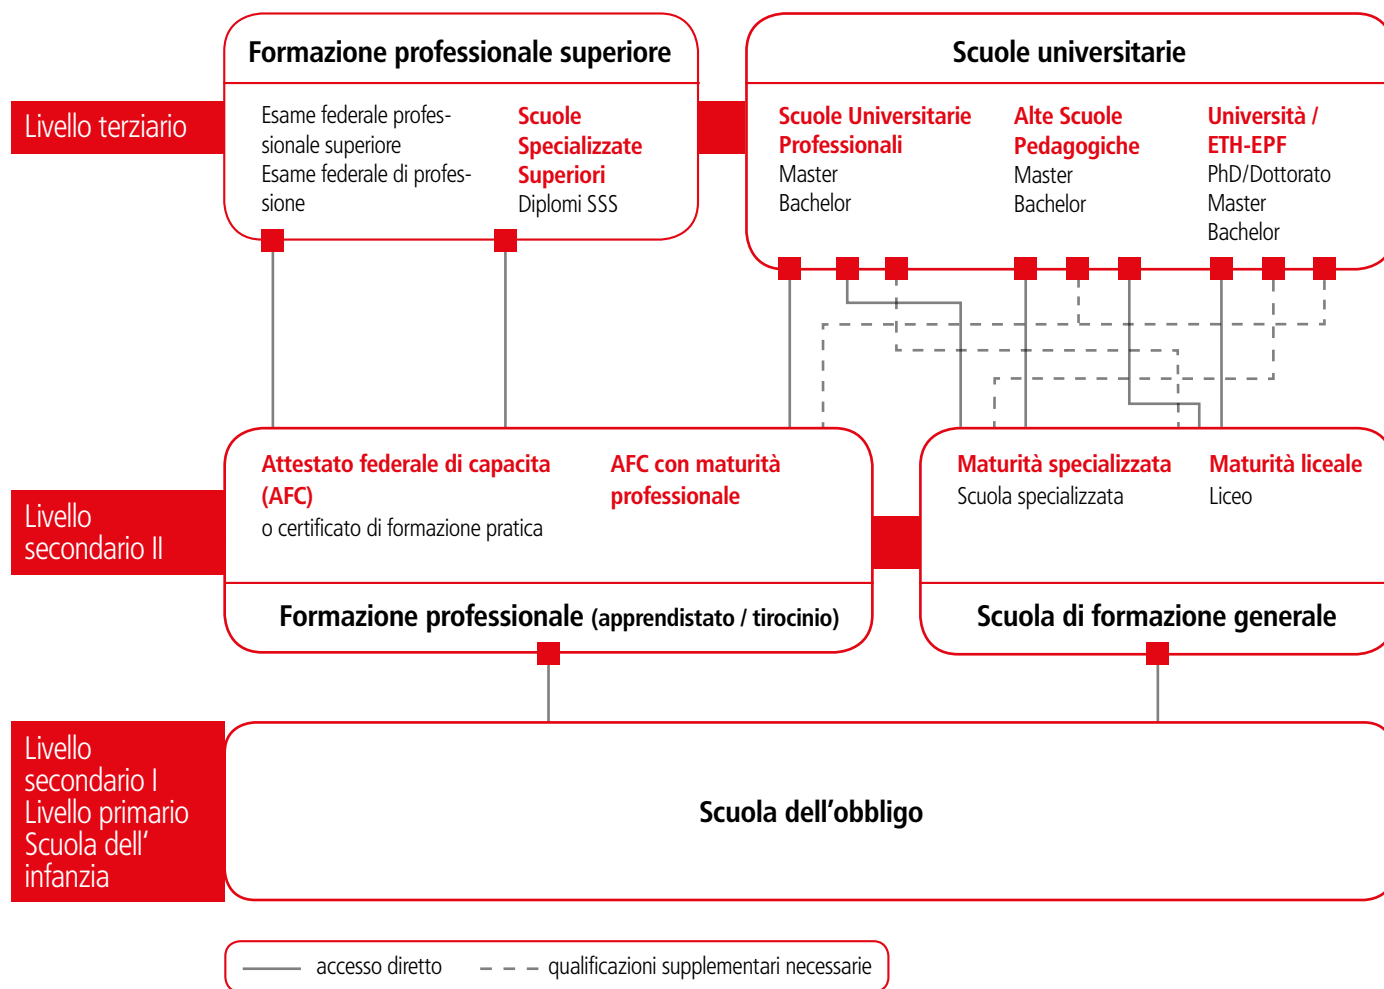 Formazione professionale superiore
Scuole universitarie
Livello terziario
Esame federale profes-
sionale superiore
Esame federale di profes-
sione
Scuole
Specializzate
Superiori
Diplomi SSS
Scuole Universitarie
Professionali
Master
Bachelor
Alte Scuole
Pedagogiche
Master
Bachelor
Università /
ETH-EPF
PhD/Dottorato
Master
Bachelor
Livello
secondario II
Attestato federale di capacita
(AFC)
o certificato di formazione pratica
AFC con maturità
professionale
Maturità specializzata
Scuola specializzata
Maturità liceale
Liceo
Formazione professionale (apprendistato / tirocinio)
Scuola di formazione generale
Livello
secondario I
Livello primario
Scuola dell‘
infanzia
Scuola dell’obbligo
accesso diretto
qualificazioni supplementari necessarie